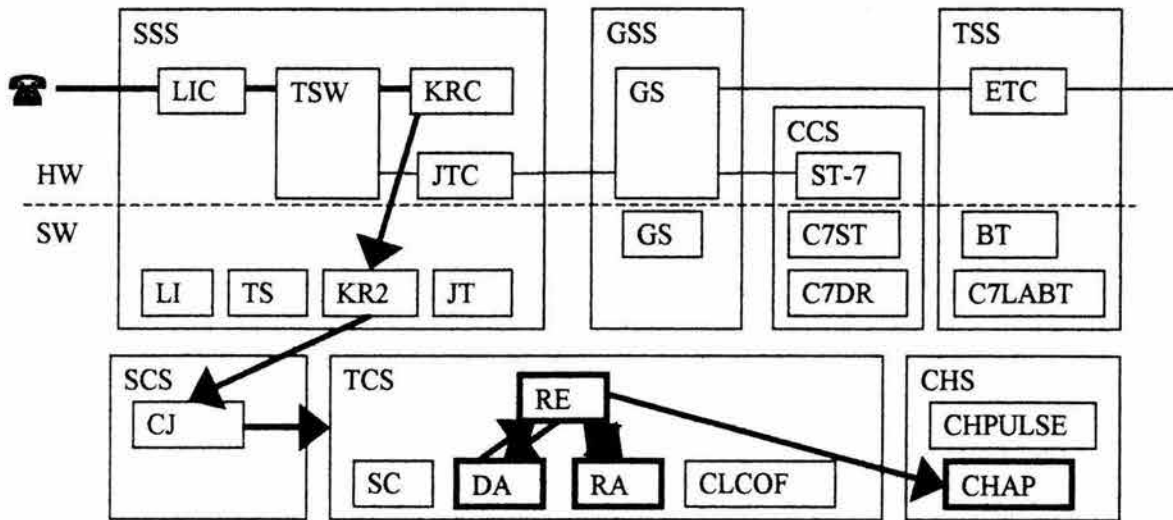 SSS
GSS
TSS
LIC
TSW
KRC
GS
ETC
CCS
HW
JTC
ST-7
SW
GS
C7ST
BT
LI
TS
KR2
JT
C7DR
C7LABT
SCS
TCS
CHS
RE
CJ
CHPULSE
SC
DA
RA
CLCOF
CHAP